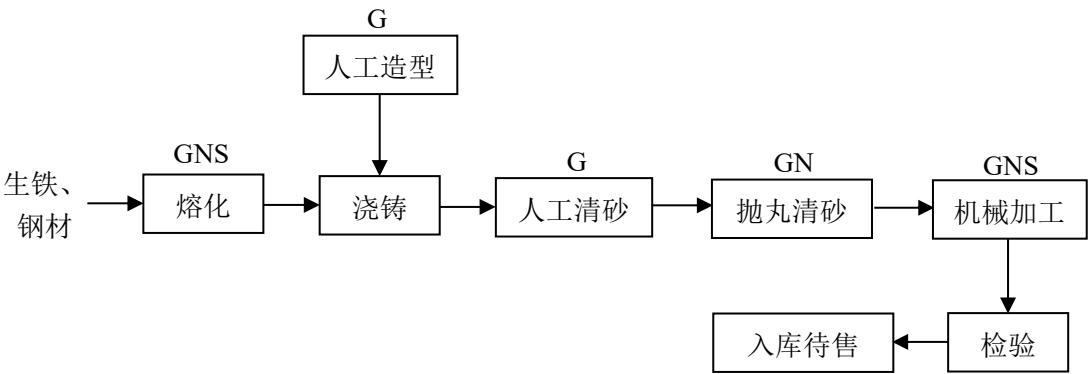 G
人工造型
GNS
G
GN
GNS
生铁、
钢材
熔化
浇铸
人工清砂
抛丸清砂
机械加工
入库待售
检验